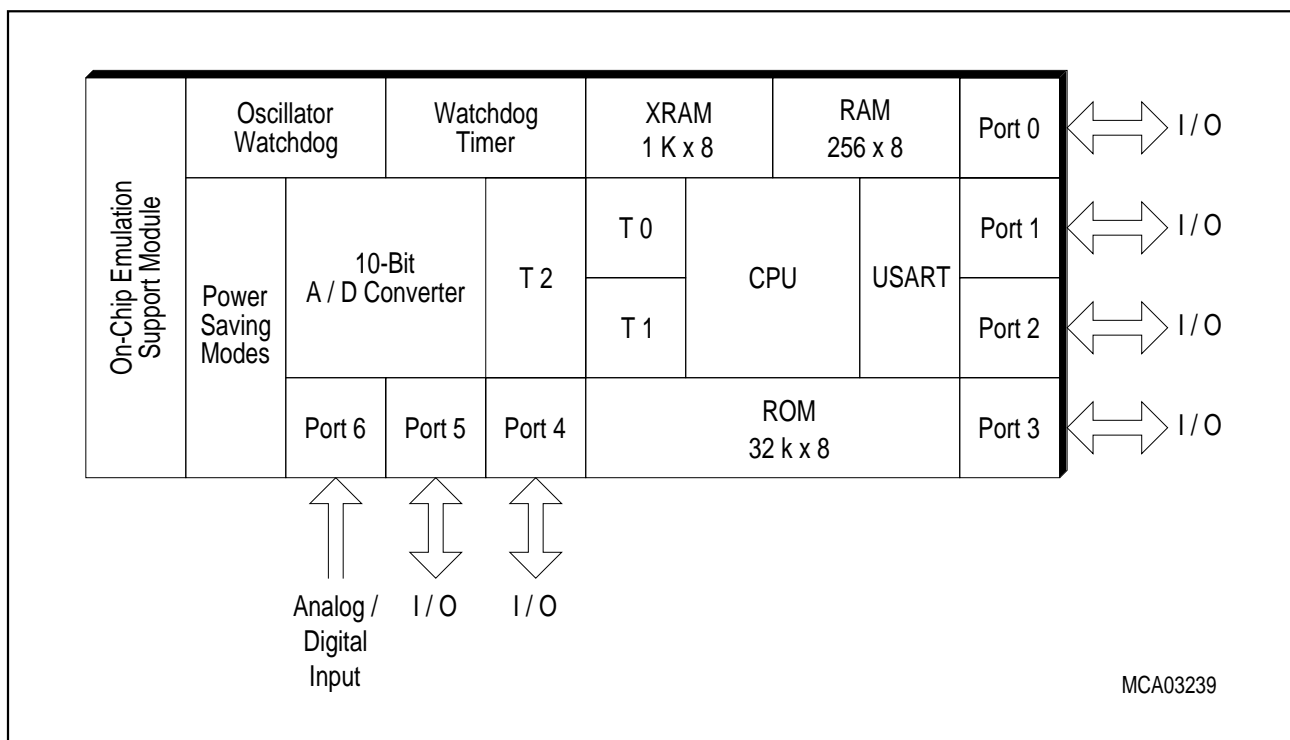 Oscillator
Watchdog
Watchdog
Timer
XRAM
1 K x 8
RAM
256 x 8
Port 0
I / O
On-Chip Emulation
Support Module
Power
Saving
Modes
10-Bit
A / D Converter
T 2
T 0
T 1
CPU
USART
Port 1
I / O
Port 2
I / O
Port 6
Port 5
Port 4
ROM
32 k x 8
Port 3
I / O
Analog /
Digital
Input
I / O
I / O
MCA03239